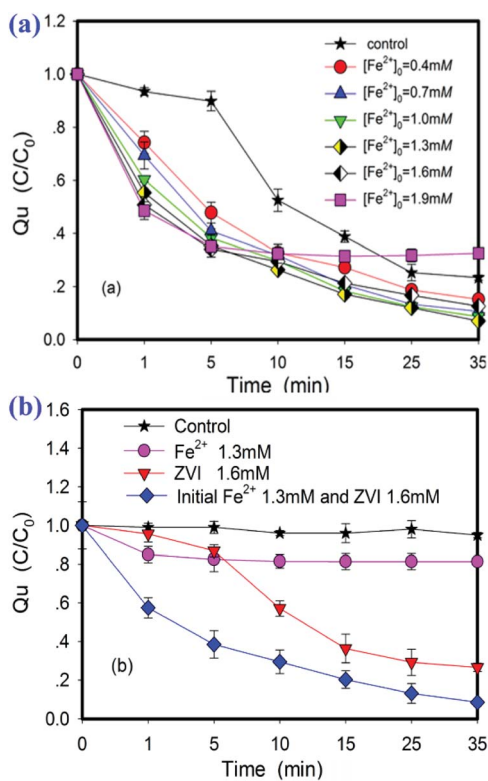 (a)
1.2
1.0
.8
.6
.4
.2
0.0
Qu (C/C₀)
control
[Fe²⁺]₀=0.4mM
[Fe²⁺]₀=0.7mM
[Fe²⁺]₀=1.0mM
[Fe²⁺]₀=1.3mM
[Fe²⁺]₀=1.6mM
[Fe²⁺]₀=1.9mM
(a)
0 1 5 10 15 25 35
Time (min)
(b)
1.6
1.4
1.2
1.0
.8
.6
.4
.2
0.0
Qu (C/C₀)
Control
Fe²⁺ 1.3mM
ZVI 1.6mM
Initial Fe²⁺ 1.3mM and ZVI 1.6mM
(b)
0 1 5 10 15 25 35
Time (min)